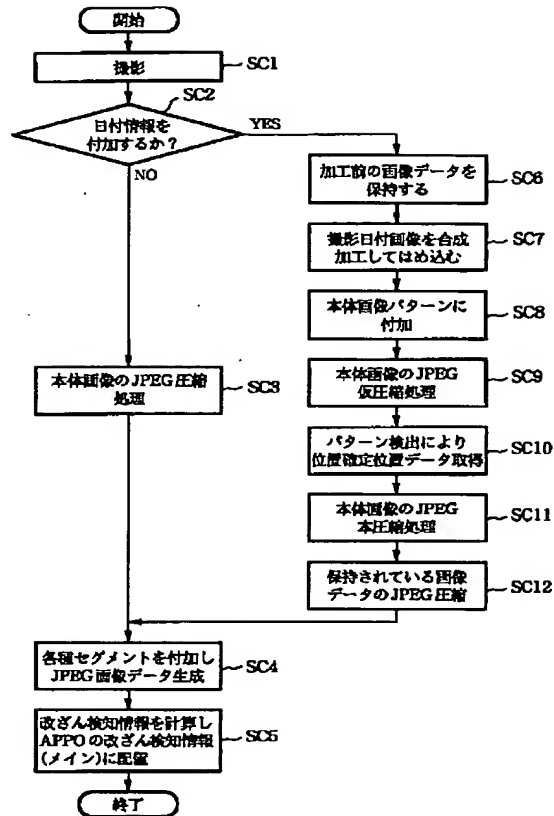 開始
撮影
SC1
SC2
日付情報を
付加するか？
YES
NO
加工前の画像データを
保持する
SC6
撮影日付画像を合成
加工してはめ込む
SC7
本体画像パターンに
付加
SC8
本体画像のJPEG圧縮
処理
SC3
本体画像のJPEG
仮圧縮処理
SC9
パターン検出により
位置確定位置データ取得
SC10
本体画像のJPEG
本圧縮処理
SC11
保持されている画像
データのJPEG圧縮
SC12
各種セグメントを付加し
JPEG画像データ生成
SC4
改ざん検知情報を計算し
APP0の改ざん検知情報
(メイン)に配置
SC5
終了